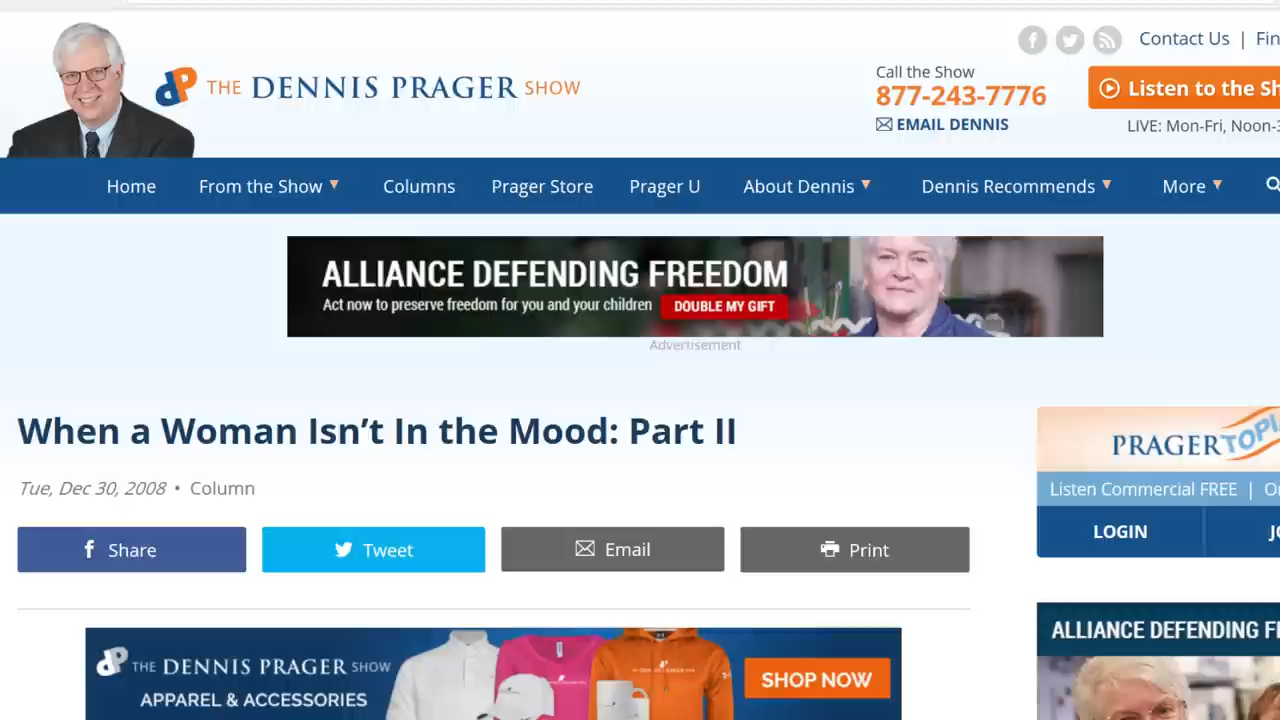 Contact Us | Fin
THE DENNIS PRAGER SHOW
Call the Show
877-243-7776
EMAIL DENNIS
Listen to the Sh
LIVE: Mon-Fri, Noon-3
Home From the Show Columns Prager Store Prager U About Dennis Dennis Recommends More
ALLIANCE DEFENDING FREEDOM
Act now to preserve freedom for you and your children DOUBLE MY GIFT
Advertisement
When a Woman Isn’t In the Mood: Part II
Tue, Dec 30, 2008 • Column
Share Tweet Email Print
THE DENNIS PRAGER SHOW
APPAREL & ACCESSORIES
SHOP NOW
PRAGERTOPIA
Listen Commercial FREE | O
LOGIN JO
ALLIANCE DEFENDING F